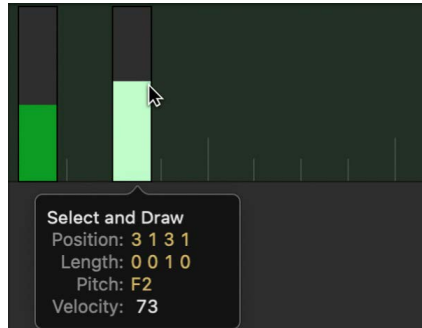 Select and Draw
Position: 3 1 3 1
Length: 0 0 1 0
Pitch: F2
Velocity: 73